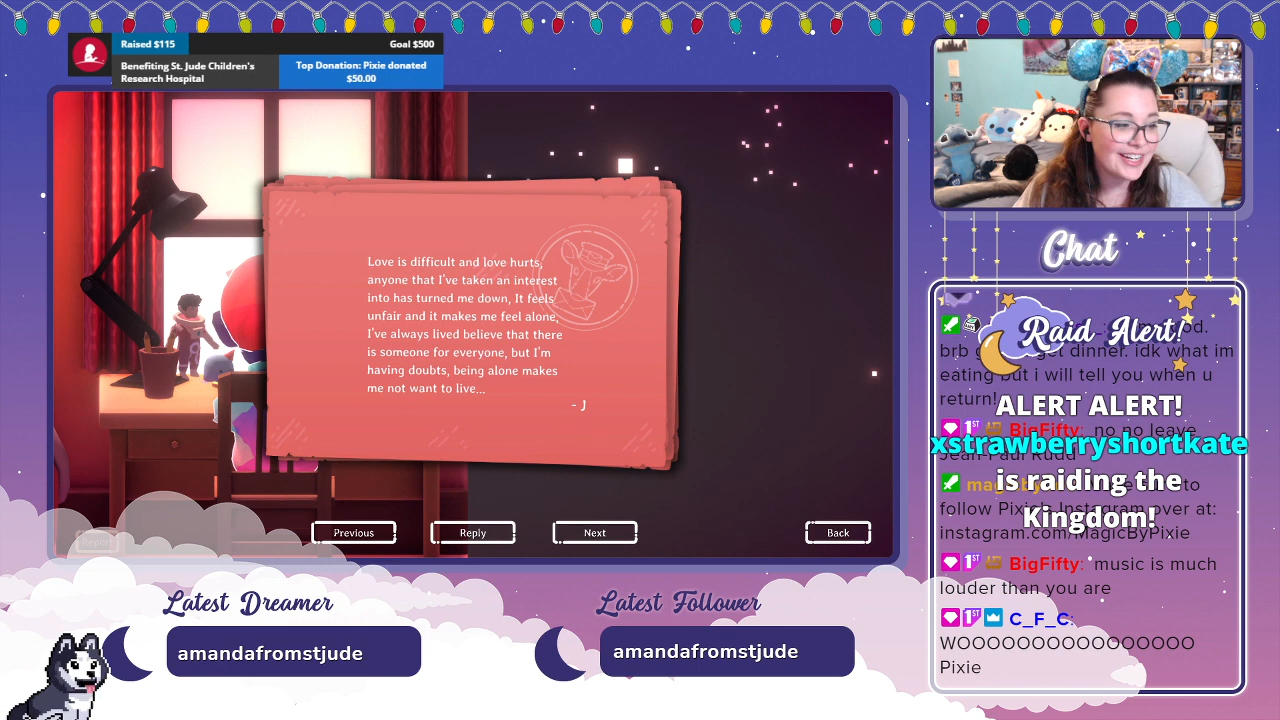 Raised $115
Goal $500
Benefiting St. Jude Children's
Research Hospital
Top Donation: Pixie donated
$50.00
Love is difficult and love hurts,
anyone that I've taken an interest
into has turned me down, It feels
unfair and it makes me feel alone,
I've always lived believe that there
is someone for everyone, but I'm
having doubts, being alone makes
me not want to live...
- J
Report
Previous
Reply
Next
Back
Latest Dreamer
amandafromstjude
Latest Follower
amandafromstjude
Chat
Raid Alert!
ALERT ALERT!
xstrawberryshortkate
is raiding the
Kingdom!
brb get dinner. idk what im
eating but i will tell you when u
return!
BigFifty: no no leave
Jean-Paul Rudd
to
follow Pixie's Instagram over at:
instagram.com/MagicByPixie
BigFifty: music is much
louder than you are
C_F_C:
WOOOOOOOOOOOOOOOO
Pixie